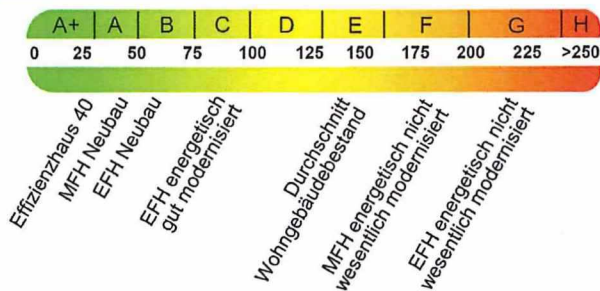 A+ A B C D E F G H
0 25 50 75 100 125 150 175 200 225 >250
Effizienzhaus 40
MFH Neubau
EFH Neubau
EFH energetisch
gut modernisiert
Durchschnitt
Wohngebäudebestand
MFH energetisch nicht
wesentlich modernisiert
EFH energetisch nicht
wesentlich modernisiert